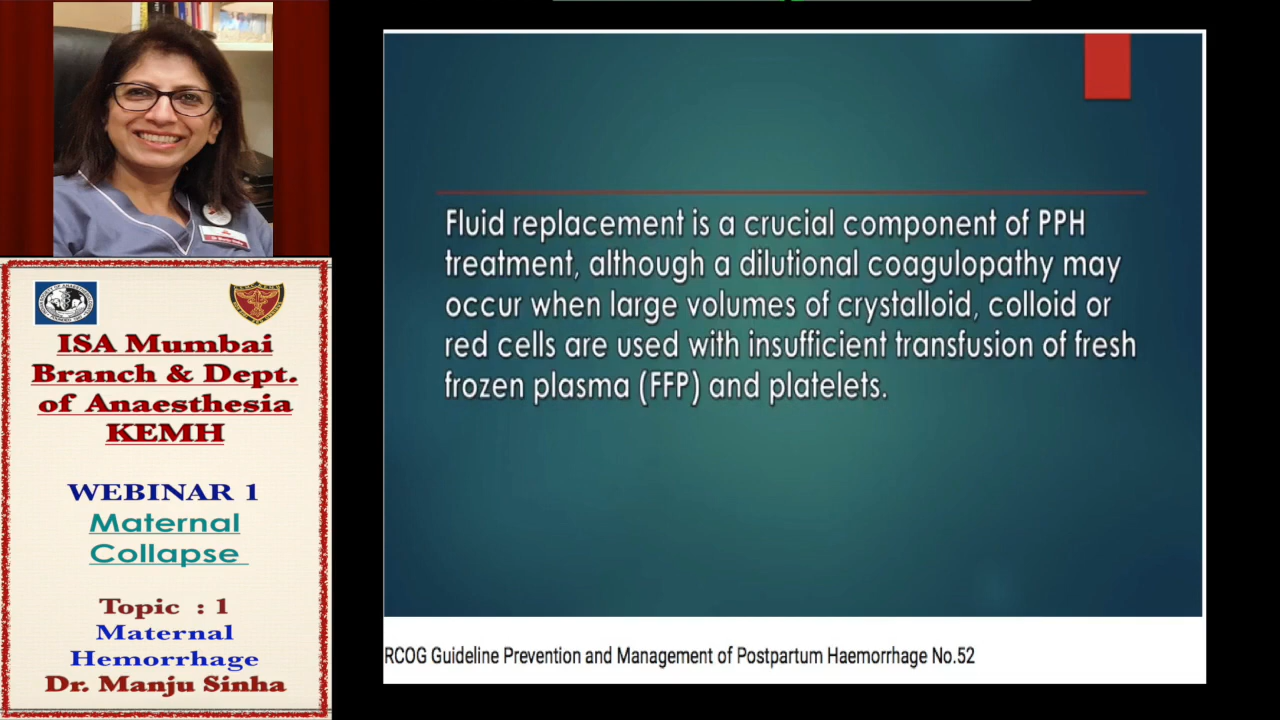 ISA Mumbai
Branch & Dept.
of Anaesthesia
KEMH
WEBINAR 1
Maternal
Collapse
Topic : 1
Maternal
Hemorrhage
Dr. Manju Sinha
Fluid replacement is a crucial component of PPH
treatment, although a dilutional coagulopathy may
occur when large volumes of crystalloid, colloid or
red cells are used with insufficient transfusion of fresh
frozen plasma (FFP) and platelets.
RCOG Guideline Prevention and Management of Postpartum Haemorrhage No.52